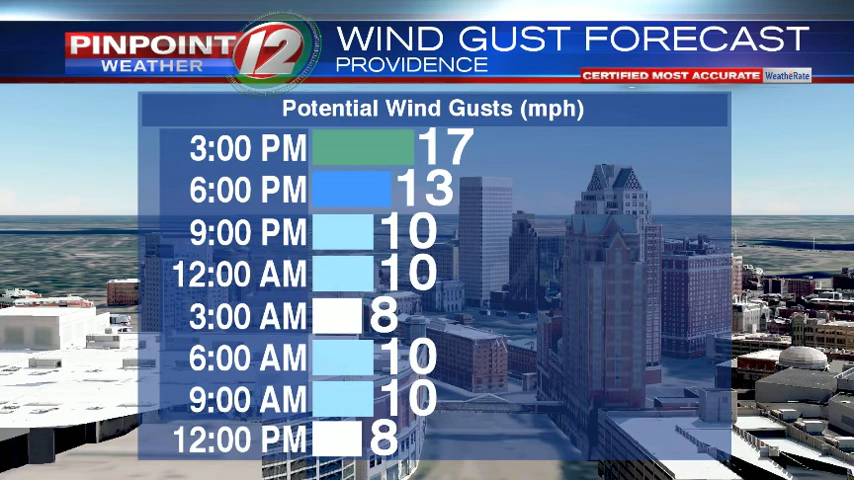 PINPOINT 12
WEATHER
WIND GUST FORECAST
PROVIDENCE
CERTIFIED MOST ACCURATE WeatheRate
Potential Wind Gusts (mph)
3:00 PM 17
6:00 PM 13
9:00 PM 10
12:00 AM 10
3:00 AM 8
6:00 AM 10
9:00 AM 10
12:00 PM 8